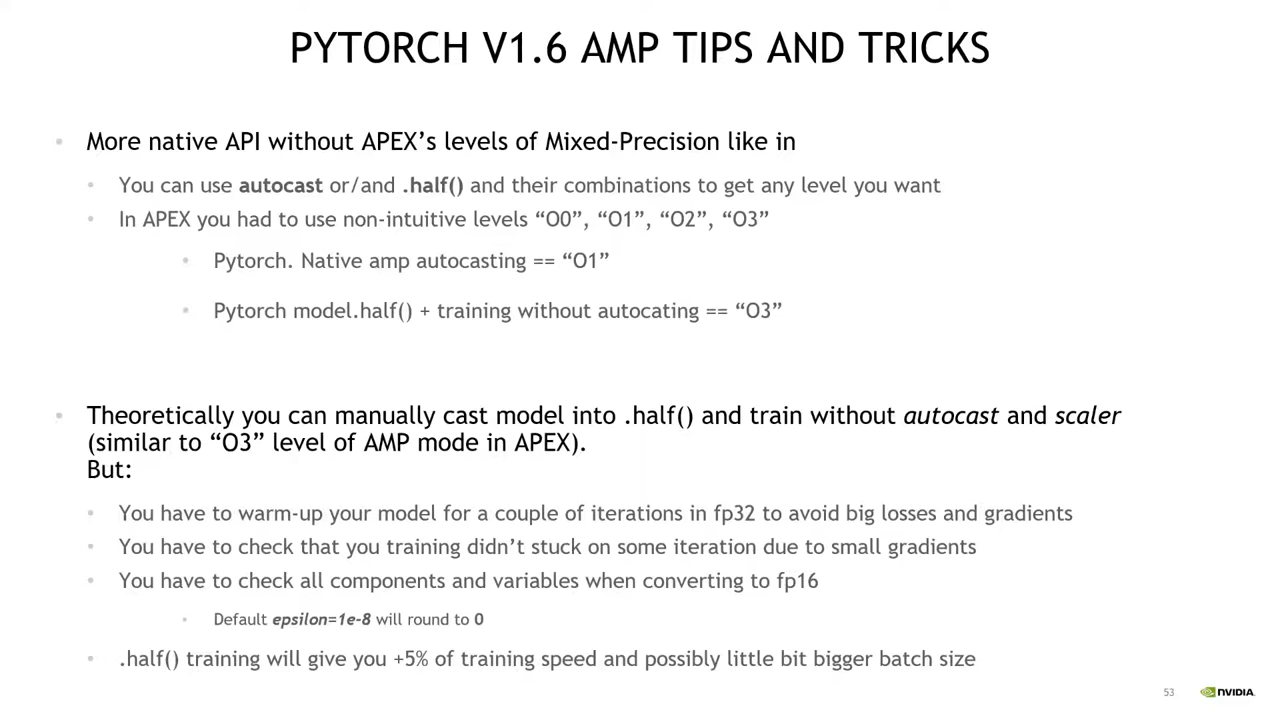 PYTORCH V1.6 AMP TIPS AND TRICKS
• More native API without APEX’s levels of Mixed-Precision like in
• You can use autocast or/and .half() and their combinations to get any level you want
• In APEX you had to use non-intuitive levels “O0”, “O1”, “O2”, “O3”
• Pytorch. Native amp autocasting == “O1”
• Pytorch model.half() + training without autocating == “O3”
• Theoretically you can manually cast model into .half() and train without autocast and scaler
(similar to “O3” level of AMP mode in APEX).
But:
• You have to warm-up your model for a couple of iterations in fp32 to avoid big losses and gradients
• You have to check that you training didn’t stuck on some iteration due to small gradients
• You have to check all components and variables when converting to fp16
• Default epsilon=1e-8 will round to 0
• .half() training will give you +5% of training speed and possibly little bit bigger batch size
53
NVIDIA.